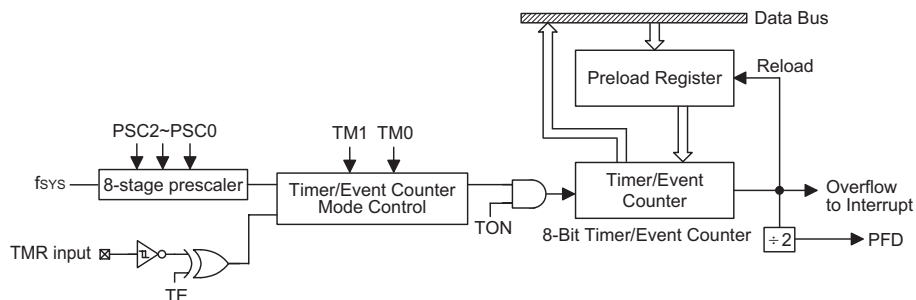 Data Bus
Preload Register
Reload
PSC2~PSC0
TM1 TM0
fSYS
8-stage prescaler
Timer/Event Counter
Mode Control
TON
Timer/Event
Counter
8-Bit Timer/Event Counter
Overflow
to Interrupt
÷2
PFD
TMR input
TE